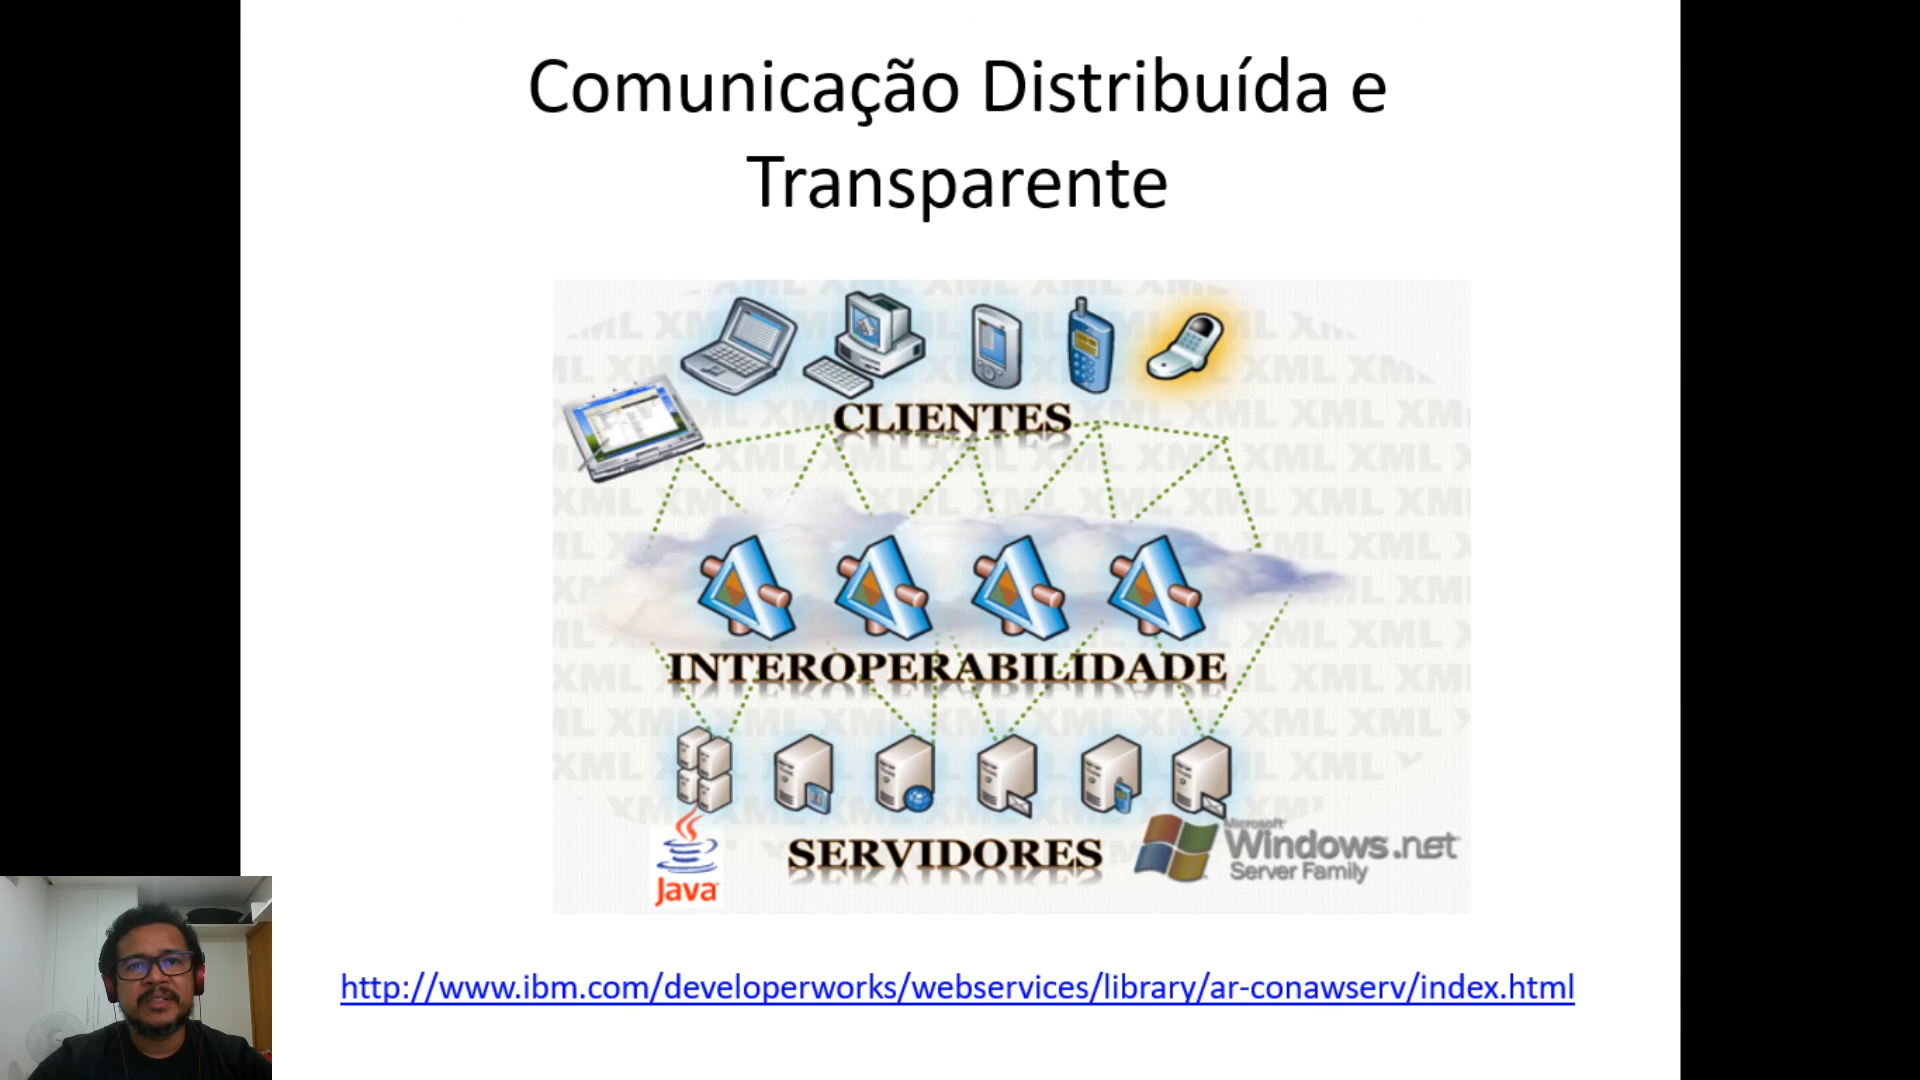 Comunicação Distribuída e
Transparente
CLIENTES
INTEROPERABILIDADE
SERVIDORES
Java
Microsoft
Windows.net
Server Family
http://www.ibm.com/developerworks/webservices/library/ar-conawserv/index.html